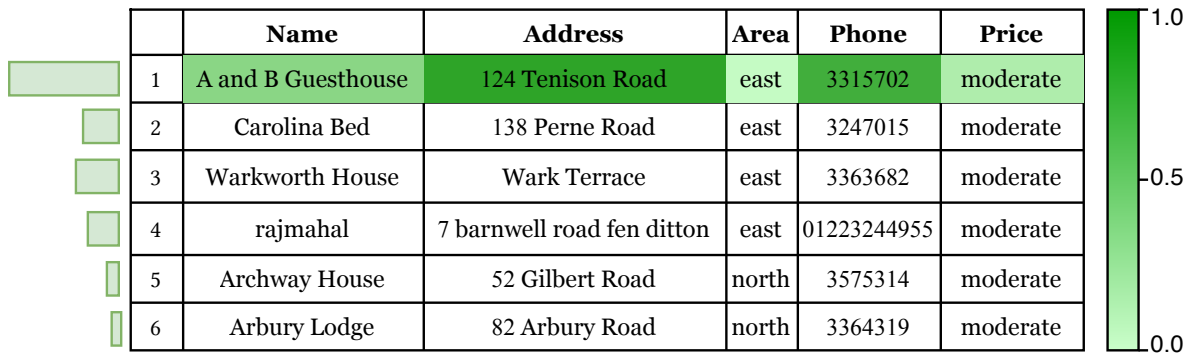 Name Address Area Phone Price
1 A and B Guesthouse 124 Tenison Road east 3315702 moderate
2 Carolina Bed 138 Perne Road east 3247015 moderate
3 Warkworth House Wark Terrace east 3363682 moderate
4 rajmahal 7 barnwell road fen ditton east 01223244955 moderate
5 Archway House 52 Gilbert Road north 3575314 moderate
6 Arbury Lodge 82 Arbury Road north 3364319 moderate
1.0
0.5
0.0